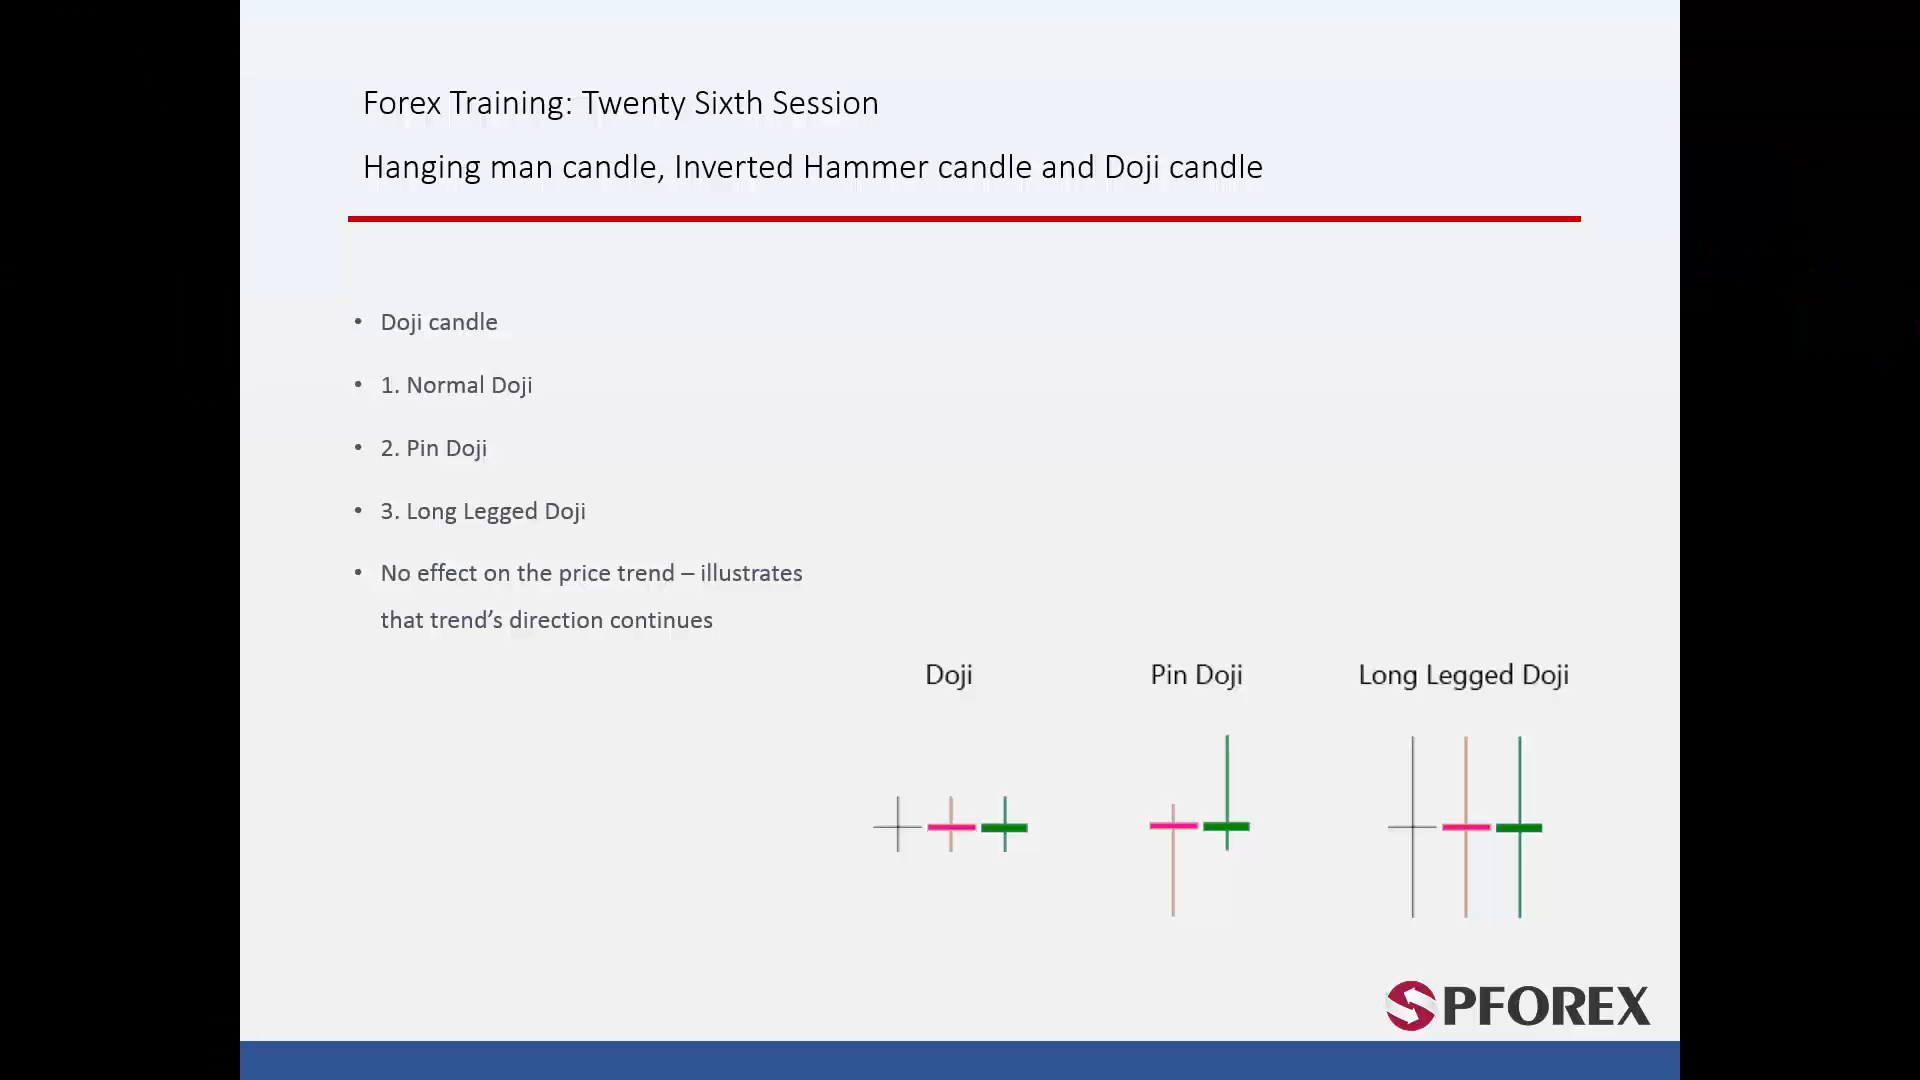 Forex Training: Twenty Sixth Session
Hanging man candle, Inverted Hammer candle and Doji candle
• Doji candle
• 1. Normal Doji
• 2. Pin Doji
• 3. Long Legged Doji
• No effect on the price trend – illustrates
that trend’s direction continues
Doji
Pin Doji
Long Legged Doji
SPFOREX